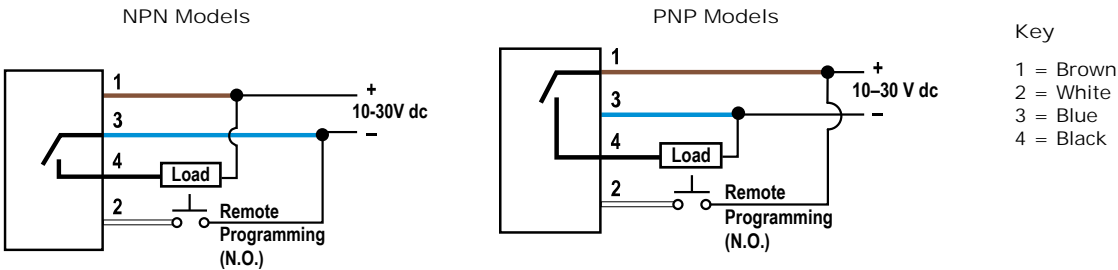 NPN Models
1
+
10-30V dc
3
–
4
Load
2
Remote
Programming
(N.O.)
PNP Models
1
+
10–30 V dc
3
–
4
Load
2
Remote
Programming
(N.O.)
Key
1 = Brown
2 = White
3 = Blue
4 = Black